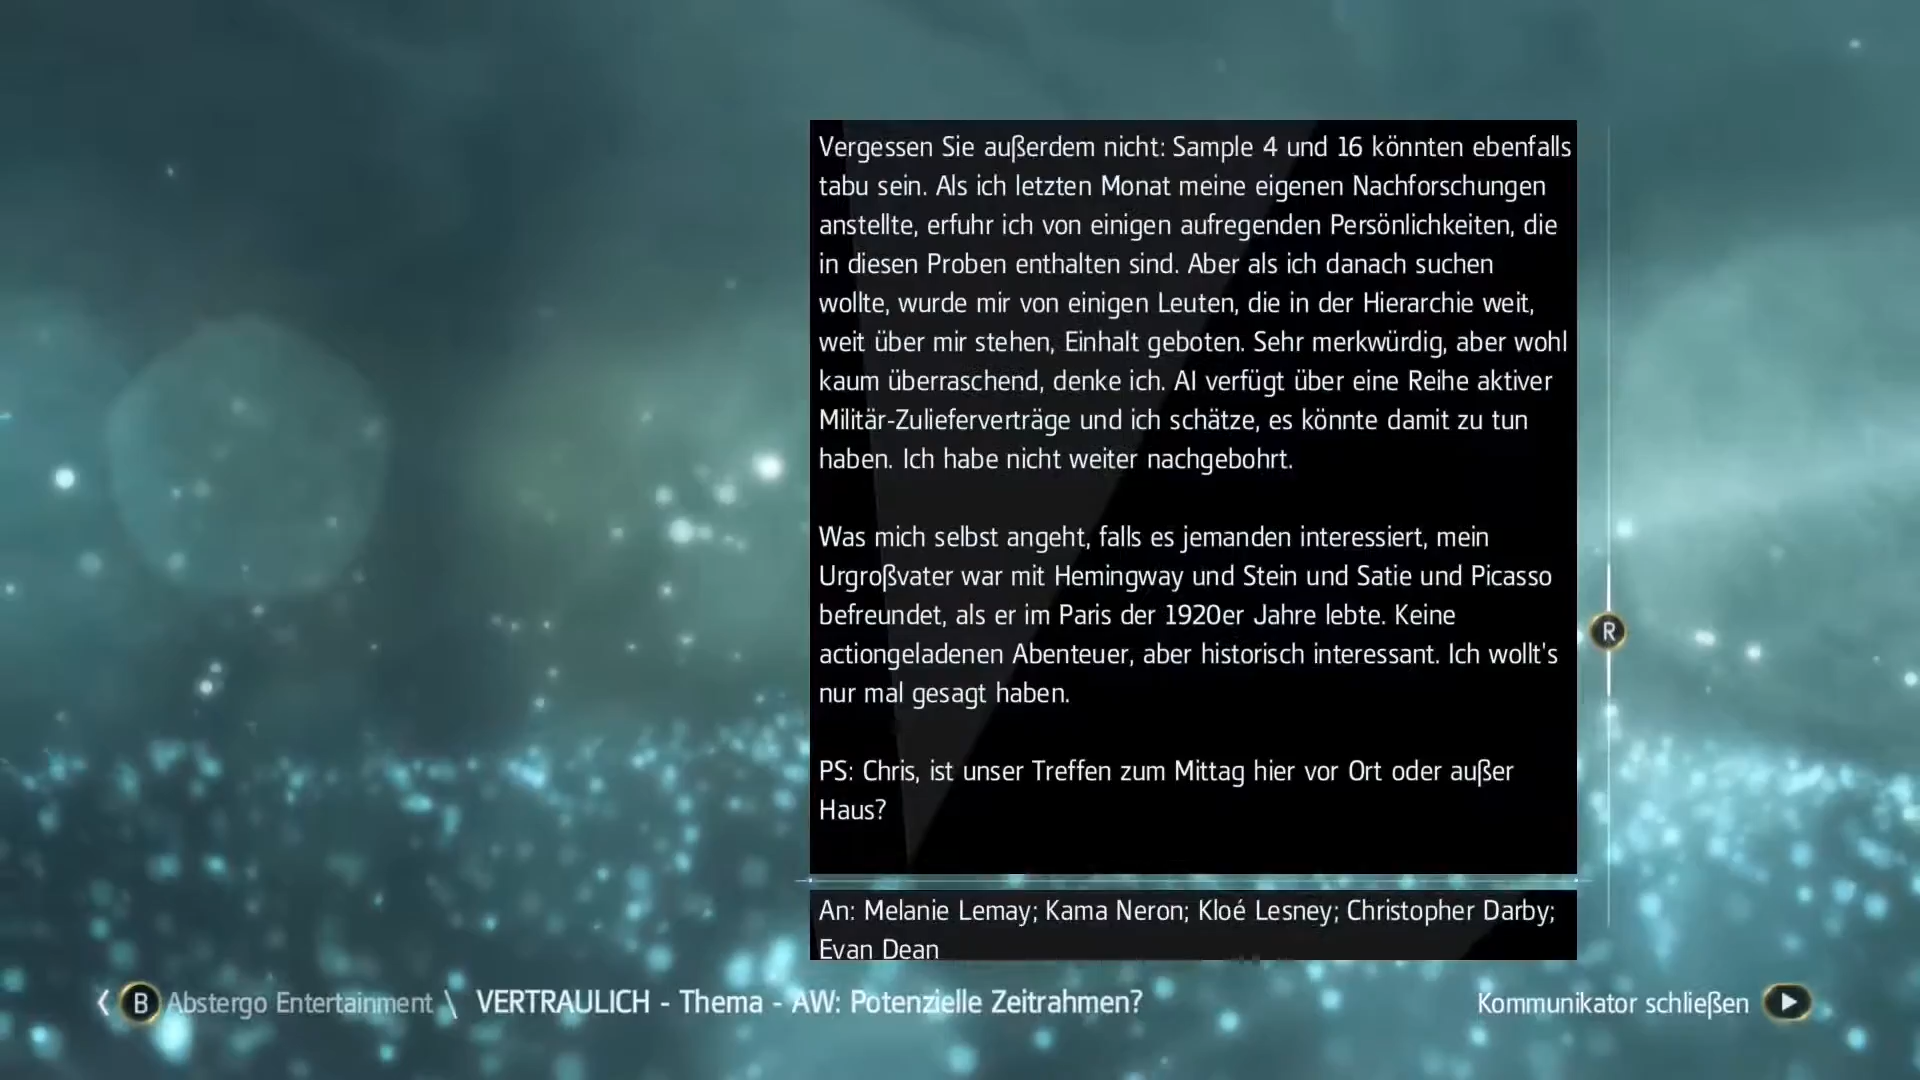 Vergessen Sie außerdem nicht: Sample 4 und 16 könnten ebenfalls
tabu sein. Als ich letzten Monat meine eigenen Nachforschungen
anstellte, erfuhr ich von einigen aufregenden Persönlichkeiten, die
in diesen Proben enthalten sind. Aber als ich danach suchen
wollte, wurde mir von einigen Leuten, die in der Hierarchie weit,
weit über mir stehen, Einhalt geboten. Sehr merkwürdig, aber wohl
kaum überraschend, denke ich. AI verfügt über eine Reihe aktiver
Militär-Zulieferverträge und ich schätze, es könnte damit zu tun
haben. Ich habe nicht weiter nachgebohrt.
Was mich selbst angeht, falls es jemanden interessiert, mein
Urgroßvater war mit Hemingway und Stein und Satie und Picasso
befreundet, als er im Paris der 1920er Jahre lebte. Keine
actiongeladenen Abenteuer, aber historisch interessant. Ich wollt's
nur mal gesagt haben.
PS: Chris, ist unser Treffen zum Mittag hier vor Ort oder außer
Haus?
R
An: Melanie Lemay; Kama Neron; Kloé Lesney; Christopher Darby;
Evan Dean
B Abstergo Entertainment \ VERTRAULICH - Thema - AW: Potenzielle Zeitrahmen?
Kommunikator schließen